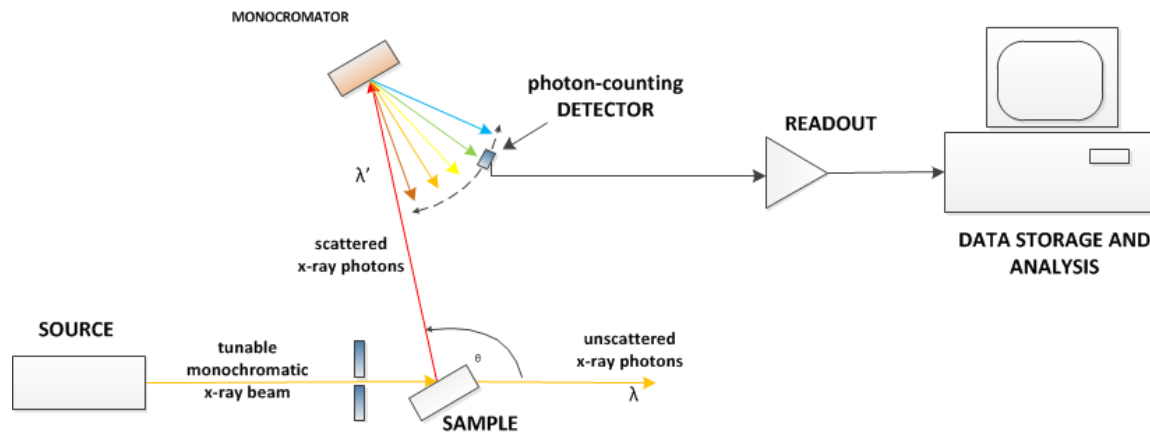 MONOCROMATOR
photon-counting
DETECTOR
READOUT
λ'
scattered
x-ray photons
DATA STORAGE AND
ANALYSIS
SOURCE
tunable
monochromatic
x-ray beam
θ
unscattered
x-ray photons
λ
SAMPLE